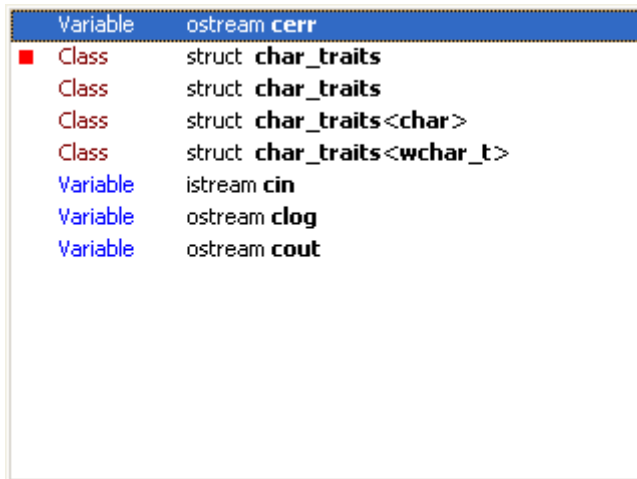 Variable ostream cerr
Class struct char_traits
Class struct char_traits
Class struct char_traits<char>
Class struct char_traits<wchar_t>
Variable istream cin
Variable ostream clog
Variable ostream cout